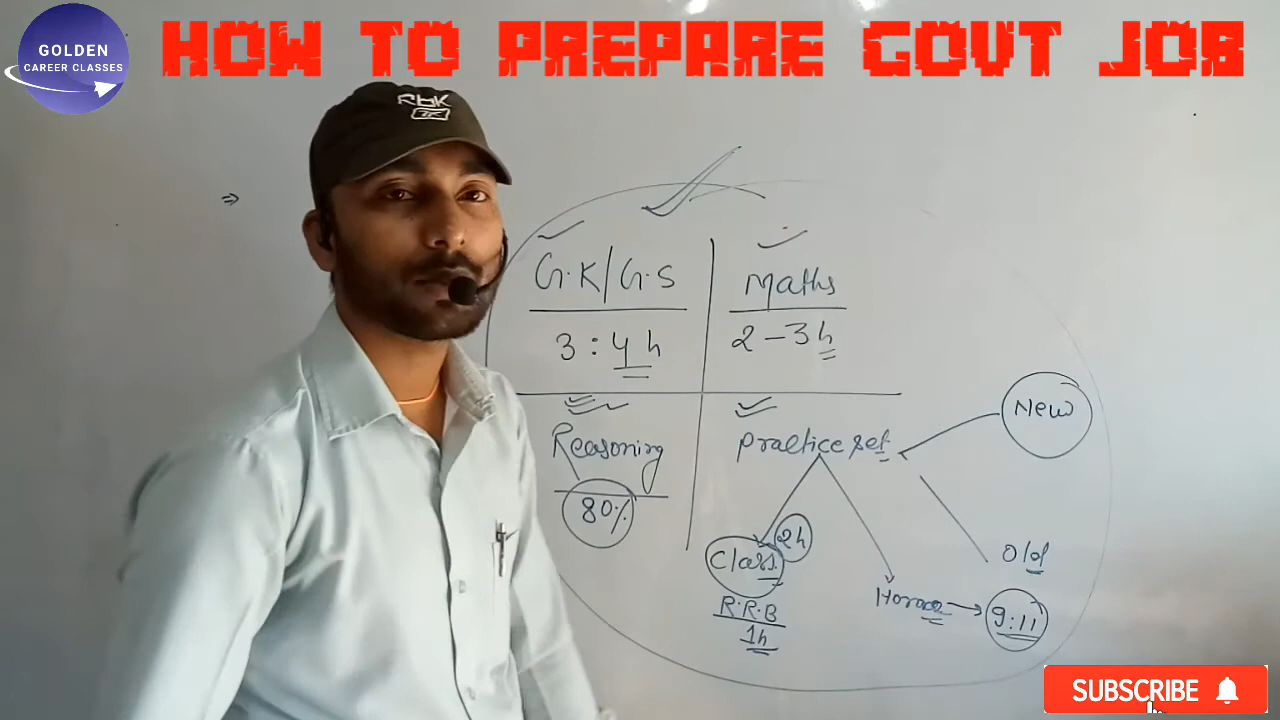 GOLDEN
CAREER CLASSES
HOW TO PREPARE GOVT JOB
RBK
G.K/G.S
3 : 4 h
Maths
2 - 3 h
Reasoning
80%
Practice set
New
Old
Class
2h
R.R.B
1h
9:11
SUBSCRIBE